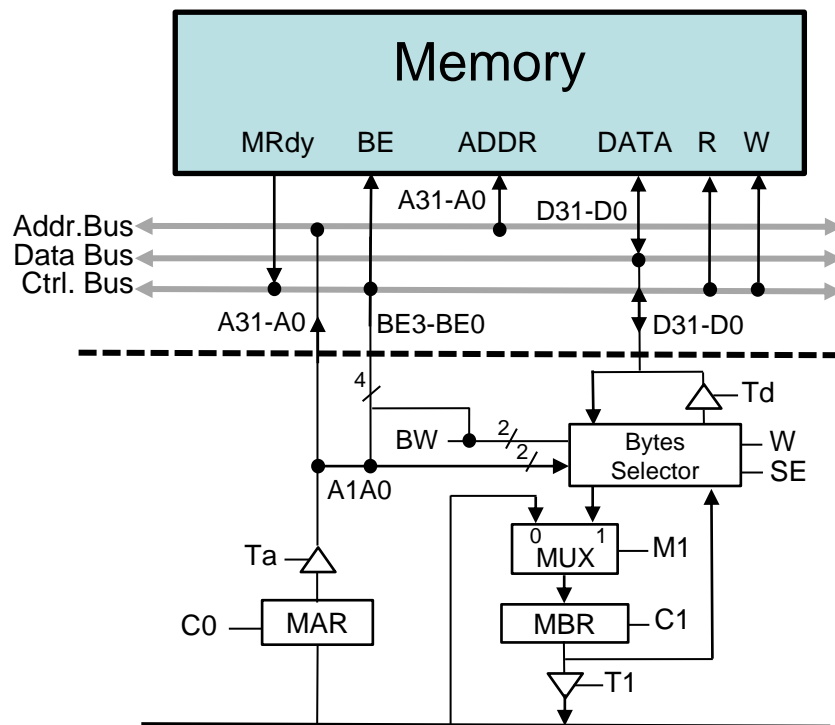 Memory
MRdy BE ADDR DATA R W
A31-A0 D31-D0
Addr.Bus
Data Bus
Ctrl. Bus
A31-A0 BE3-BE0 D31-D0
4
Td
BW 2
Bytes
Selector
W
2
SE
A1A0
0 1
MUX
M1
Ta
C0
MAR
MBR
C1
T1